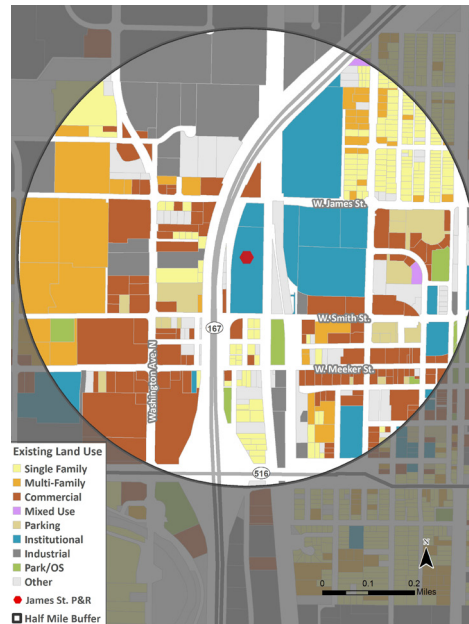 W. James St.
W. Smith St.
167
W. Meeker St.
Washington Ave. N
516
Existing Land Use
Single Family
Multi-Family
Commercial
Mixed Use
Parking
Institutional
Industrial
Park/OS
Other
James St. P&R
Half Mile Buffer
N
0 0.1 0.2
Miles